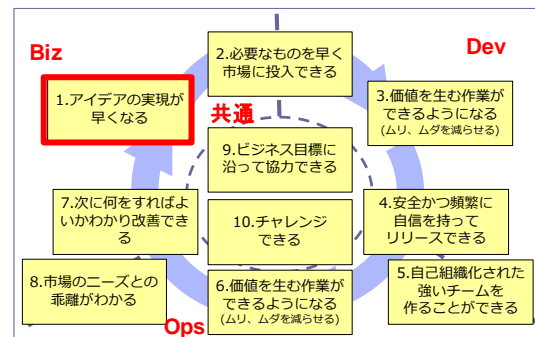 Biz
Dev
Ops
共通
1.アイデアの実現が
早くなる
2.必要なものを早く
市場に投入できる
3.価値を生む作業が
できるようになる
(ムリ、ムダを減らせる)
4.安全かつ頻繁に
自信を持って
リリースできる
5.自己組織化された
強いチームを
作ることができる
6.価値を生む作業が
できるようになる
(ムリ、ムダを減らせる)
7.次に何をすればよ
いかわかり改善でき
る
8.市場のニーズとの
乖離がわかる
9.ビジネス目標に
沿って協力できる
10.チャレンジ
できる